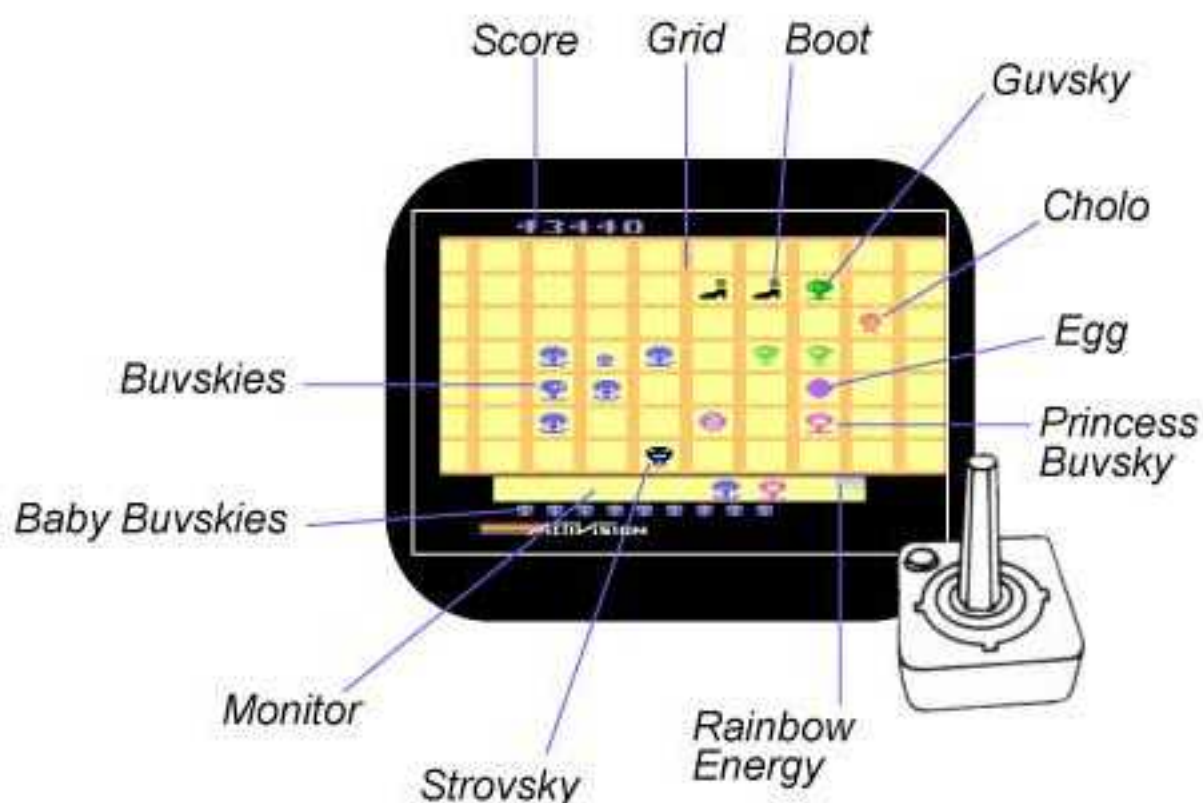 Score
Grid
Boot
Guvsky
Cholo
43440
Egg
Buvskies
Princess
Buvsky
Baby Buvskies
Monitor
Rainbow
Energy
Strovsky